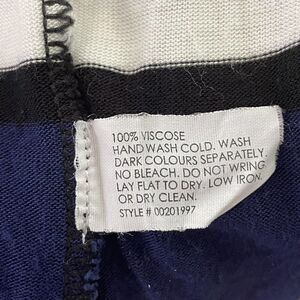 100% VISCOSE
HAND WASH COLD. WASH
DARK COLOURS SEPARATELY.
NO BLEACH. DO NOT WRING.
LAY FLAT TO DRY. LOW IRON.
OR DRY CLEAN.
STYLE # 00201997